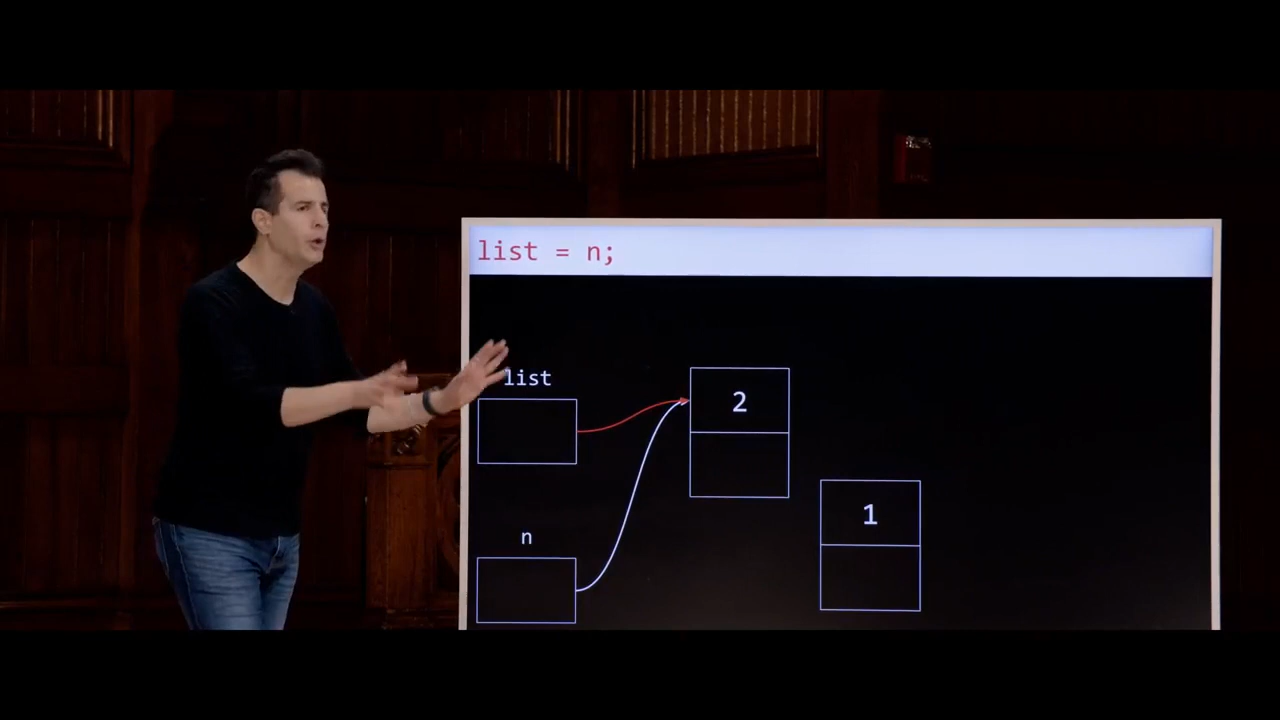 list = n;
list
2
1
n